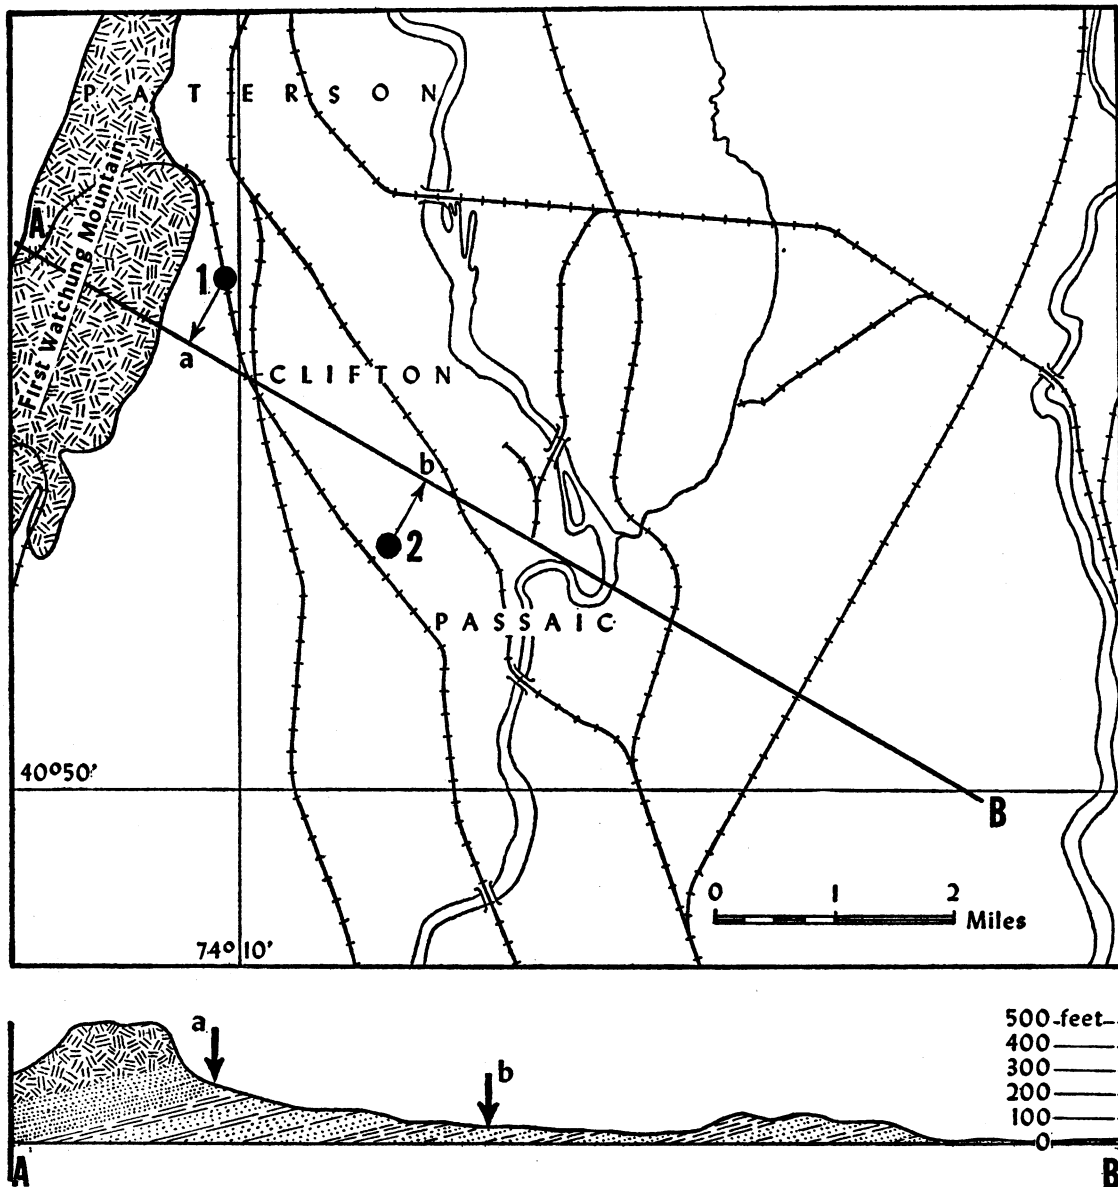 PATERSON
A
First Watchung Mountain
1
a
CLIFTON
b
2
PASSAIC
40°50'
B
0 1 2
Miles
74°10'
a
b
500 feet
400
300
200
100
0
A
B